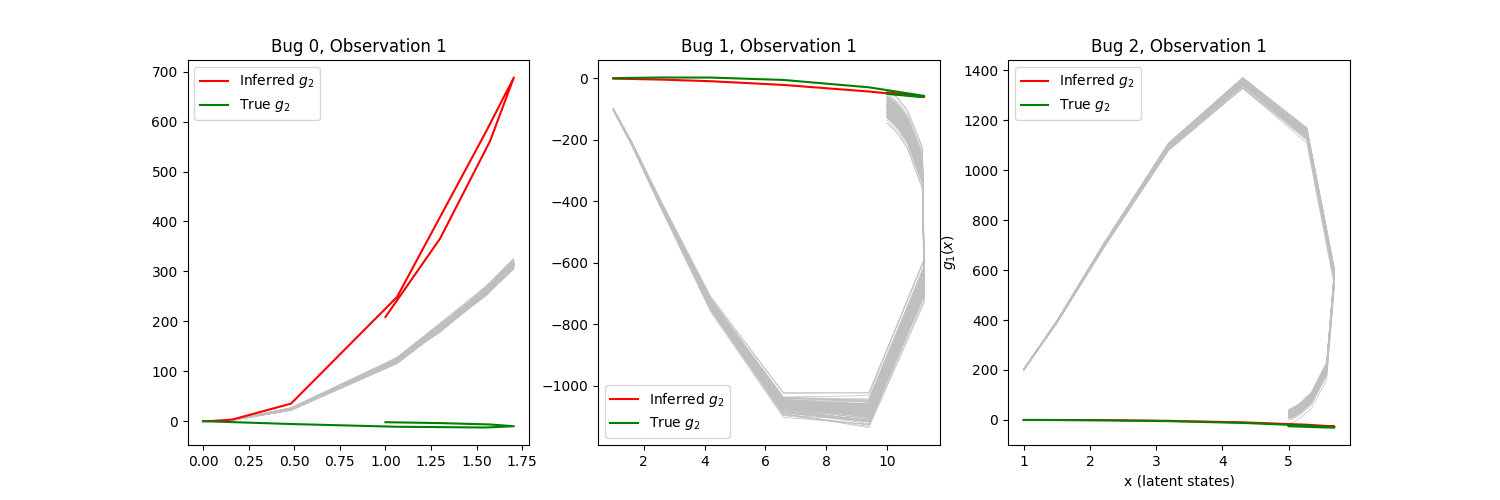 Bug 0, Observation 1
Inferred g₂
True g₂
700
600
500
400
300
200
100
0
0.00 0.25 0.50 0.75 1.00 1.25 1.50 1.75
Bug 1, Observation 1
0
−200
−400
−600
−800
−1000
Inferred g₂
True g₂
2 4 6 8 10
Bug 2, Observation 1
Inferred g₂
True g₂
g₁(x)
1400
1200
1000
800
600
400
200
0
1 2 3 4 5
x (latent states)